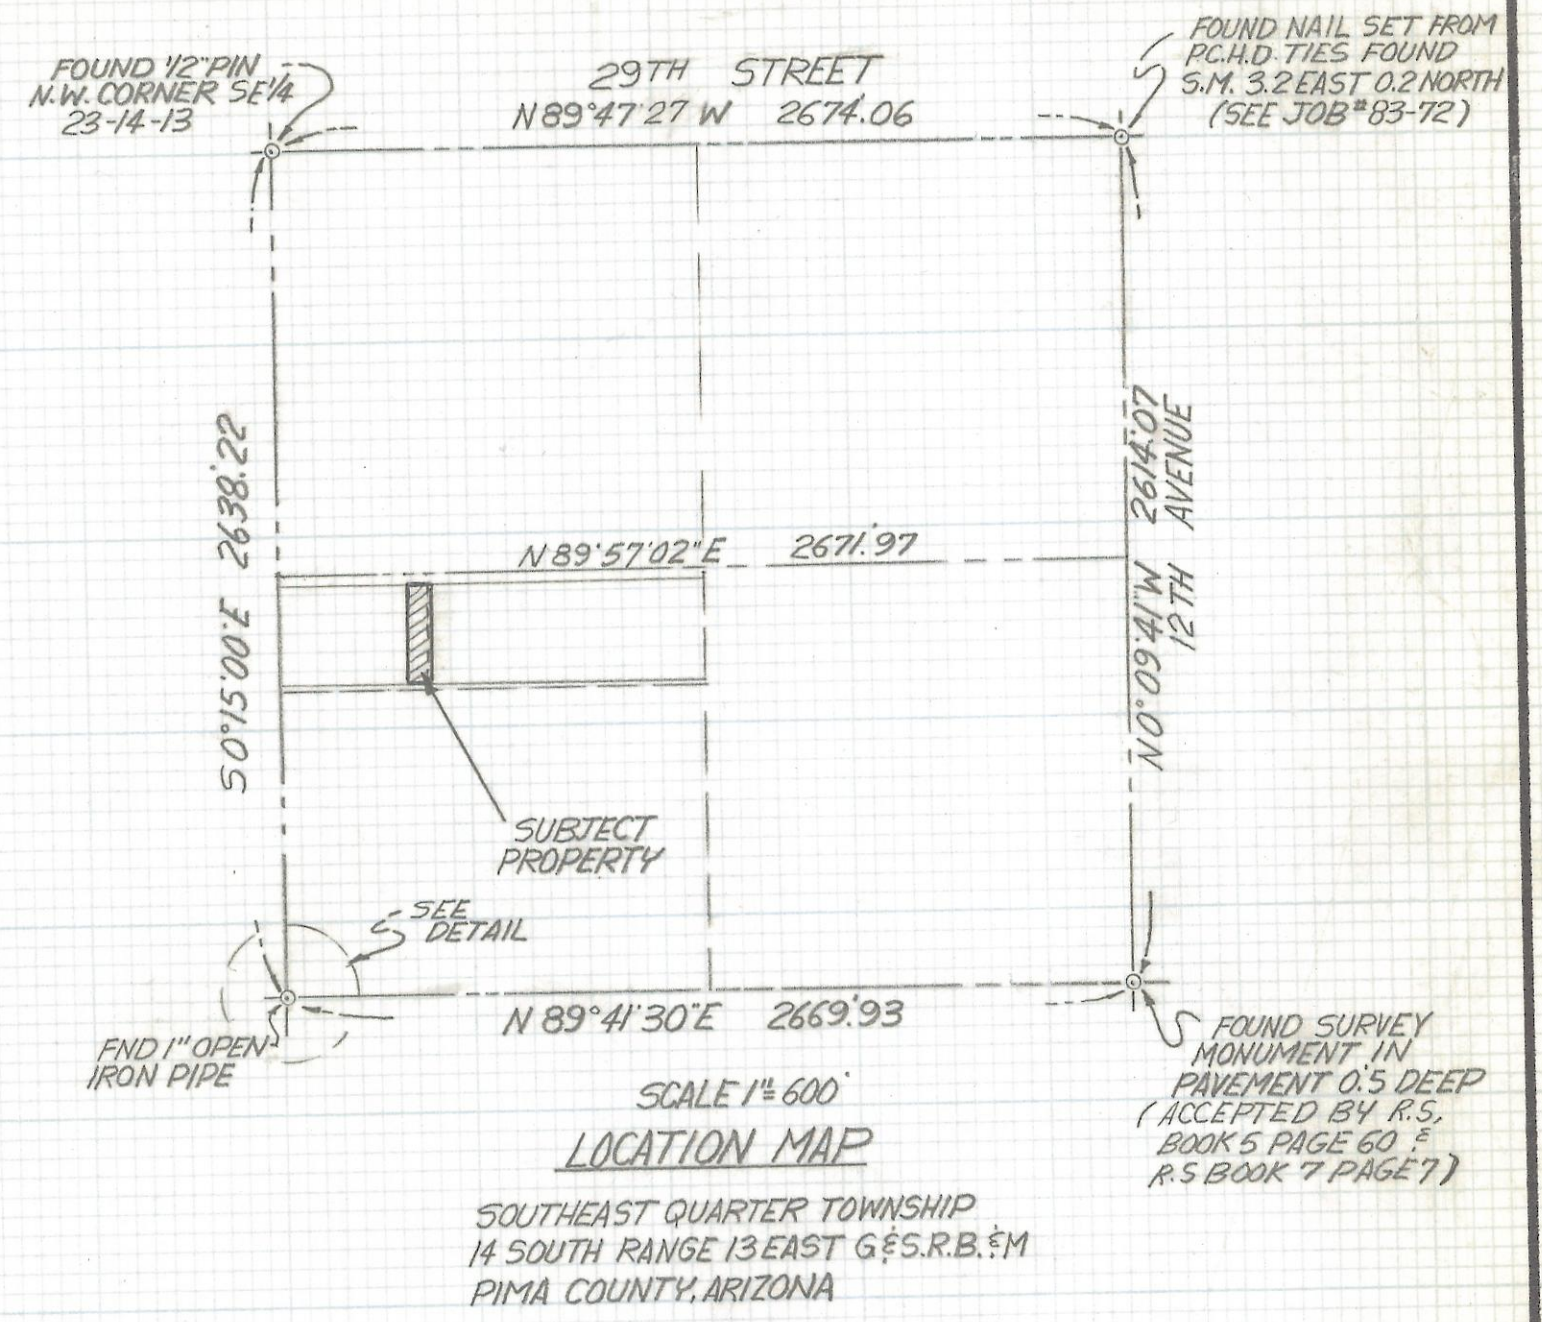 FOUND 1/2" PIN
N.W. CORNER SE 1/4
23-14-13
29TH STREET
N 89°47'27 W 2674.06
FOUND NAIL SET FROM
P.C.H.D. TIES FOUND
S.M. 3.2 EAST 0.2 NORTH
(SEE JOB #83-72)
S 0°15'00"E 2638.22
N 89°57'02"E 2671.97
N 0°09'41"W 2614.07
12TH AVENUE
SUBJECT
PROPERTY
SEE
DETAIL
FND 1" OPEN
IRON PIPE
N 89°41'30"E 2669.93
FOUND SURVEY
MONUMENT IN
PAVEMENT 0.5 DEEP
(ACCEPTED BY R.S.
BOOK 5 PAGE 60 &
R.S BOOK 7 PAGE 7)
SCALE 1"=600'
LOCATION MAP
SOUTHEAST QUARTER TOWNSHIP
14 SOUTH RANGE 13 EAST G&S.R.B.&M
PIMA COUNTY, ARIZONA